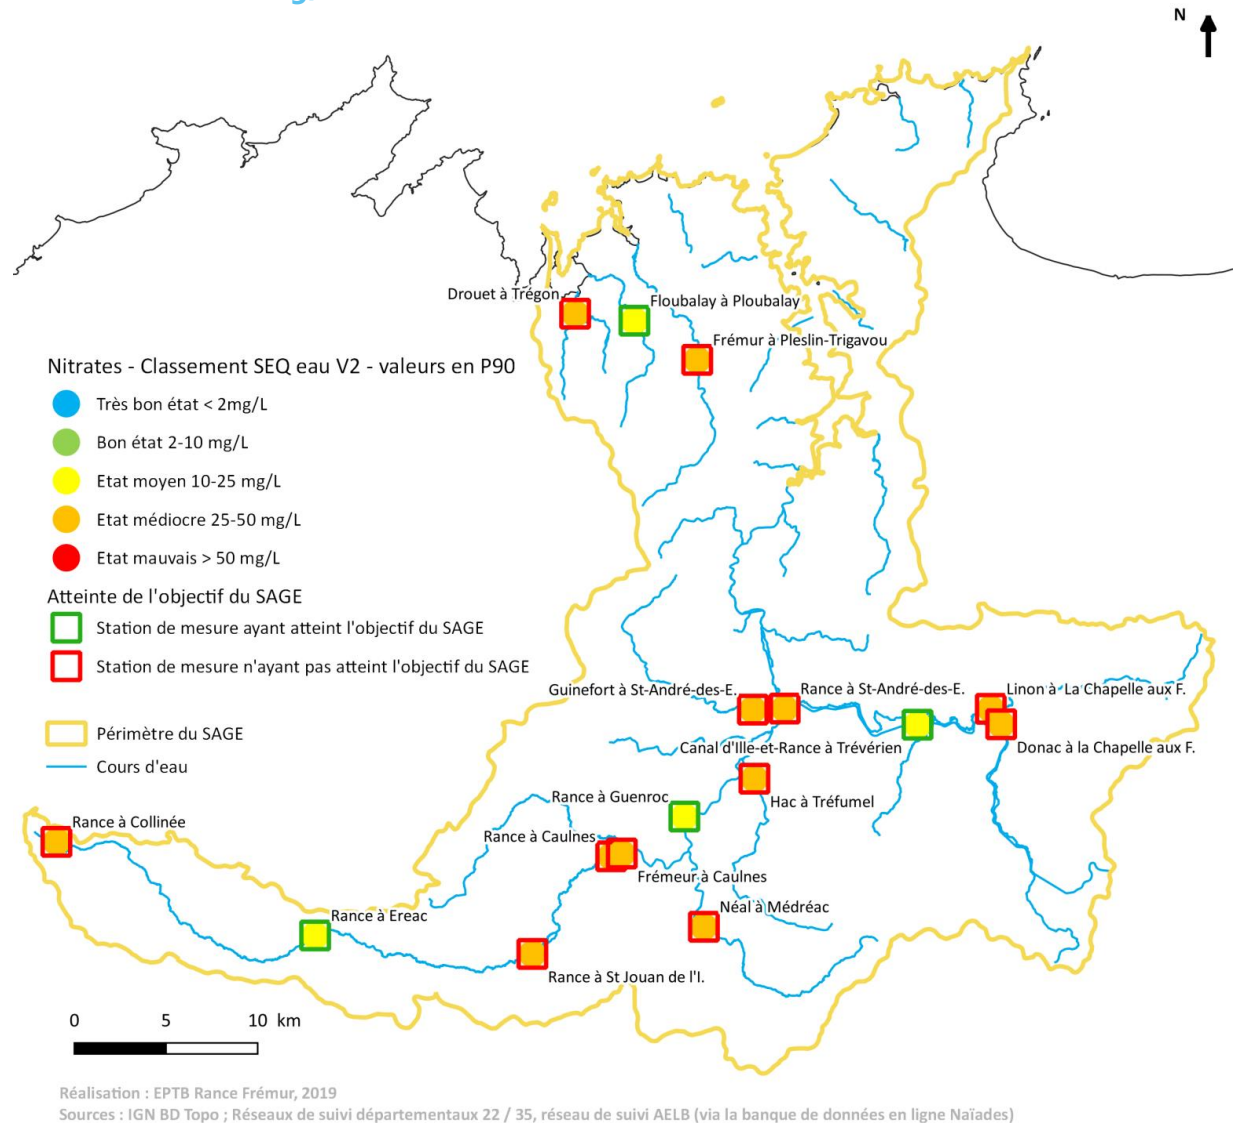 N
Drouet à Trégon
Floubalay à Ploubalay
Frémur à Pleslin-Trigavou
Nitrates - Classement SEQ eau V2 - valeurs en P90
Très bon état < 2mg/L
Bon état 2-10 mg/L
Etat moyen 10-25 mg/L
Etat médiocre 25-50 mg/L
Etat mauvais > 50 mg/L
Atteinte de l'objectif du SAGE
Station de mesure ayant atteint l'objectif du SAGE
Station de mesure n'ayant pas atteint l'objectif du SAGE
Périmètre du SAGE
Cours d'eau
Guinefort à St-André-des-E.
Rance à St-André-des-E.
Linon à La Chapelle aux F.
Canal d'Ille-et-Rance à Trévérien
Donac à la Chapelle aux F.
Rance à Guenroc
Hac à Tréfumel
Rance à Collinée
Rance à Caulnes
Frémeur à Caulnes
Rance à Ereac
Néal à Médréac
Rance à St Jouan de l'I.
0 5 10 km
Réalisation : EPTB Rance Frémur, 2019
Sources : IGN BD Topo ; Réseaux de suivi départementaux 22 / 35, réseau de suivi AELB (via la banque de données en ligne Naïades)